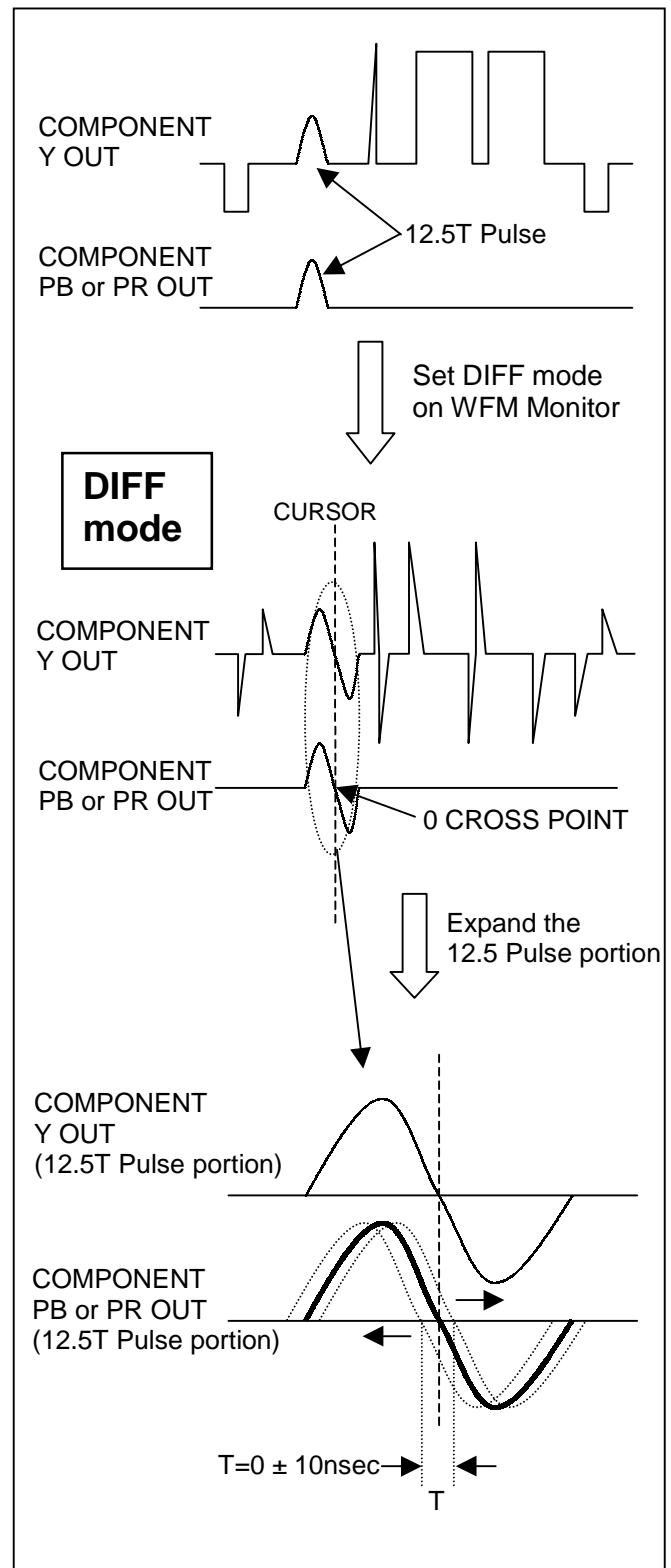 COMPONENT
Y OUT
12.5T Pulse
COMPONENT
PB or PR OUT
Set DIFF mode
on WFM Monitor
DIFF
mode
CURSOR
COMPONENT
Y OUT
COMPONENT
PB or PR OUT
0 CROSS POINT
Expand the
12.5 Pulse portion
COMPONENT
Y OUT
(12.5T Pulse portion)
COMPONENT
PB or PR OUT
(12.5T Pulse portion)
T=0 ± 10nsec
T